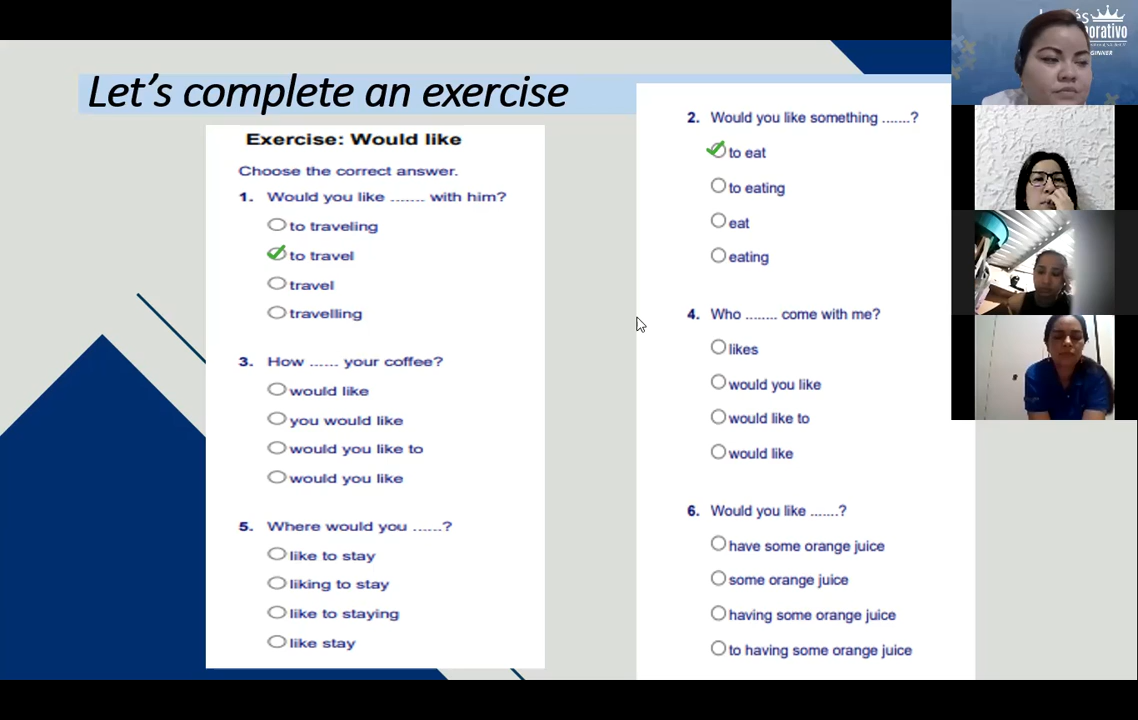 Let's complete an exercise
Exercise: Would like
Choose the correct answer.
1. Would you like ....... with him?
to traveling
to travel
travel
travelling
2. Would you like something .......?
to eat
to eating
eat
eating
3. How ...... your coffee?
would like
you would like
would you like to
would you like
4. Who ........ come with me?
likes
would you like
would like to
would like
5. Where would you ......?
like to stay
liking to stay
like to staying
like stay
6. Would you like .......?
have some orange juice
some orange juice
having some orange juice
to having some orange juice